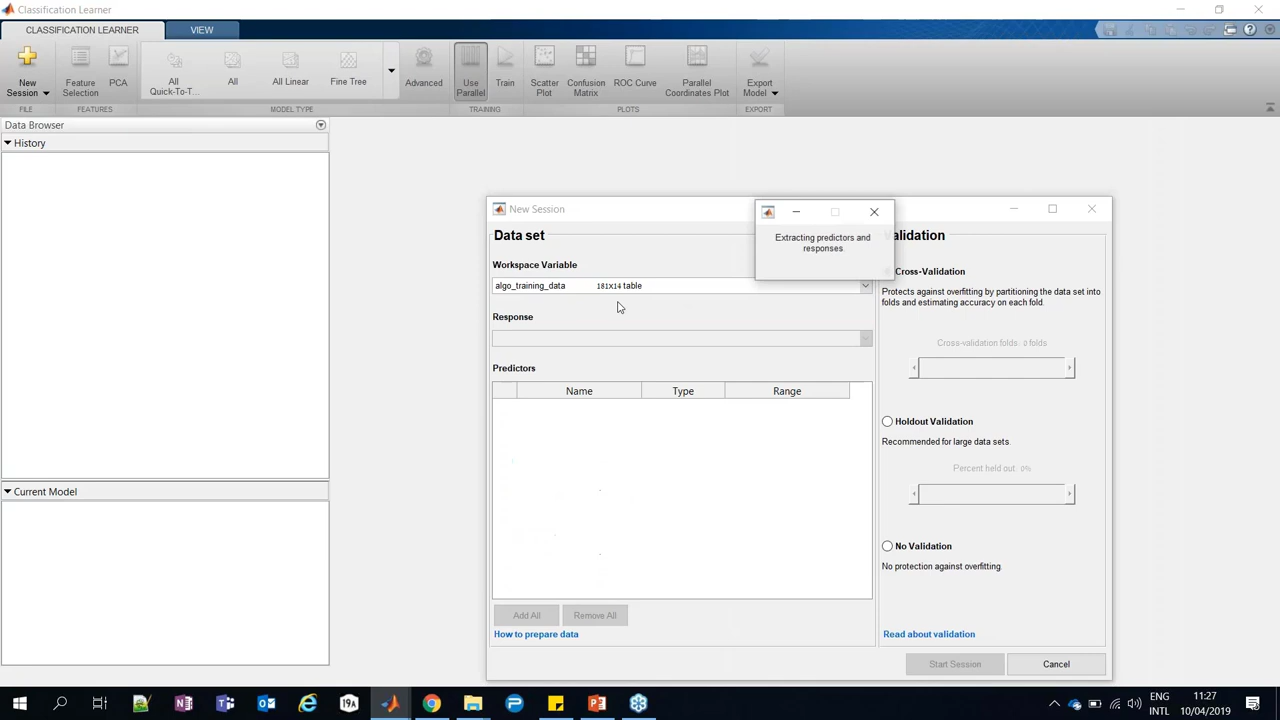 Classification Learner
CLASSIFICATION LEARNER
VIEW
New
Session
Feature
Selection
PCA
All
Quick-To-T...
All
All Linear
Fine Tree
Advanced
Use
Parallel
Train
Scatter
Plot
Confusion
Matrix
ROC Curve
Parallel
Coordinates Plot
Export
Model
FILE
FEATURES
MODEL TYPE
TRAINING
PLOTS
EXPORT
Data Browser
History
Current Model
New Session
Extracting predictors and
responses.
Data set
Workspace Variable
algo_training_data 181x14 table
Response
Predictors
Name Type Range
Add All
Remove All
How to prepare data
Validation
Cross-Validation
Protects against overfitting by partitioning the data set into
folds and estimating accuracy on each fold.
Cross-validation folds: 0 folds
Holdout Validation
Recommended for large data sets.
Percent held out: 0%
No Validation
No protection against overfitting.
Read about validation
Start Session
Cancel
19A
ENG
INTL
11:27
10/04/2019